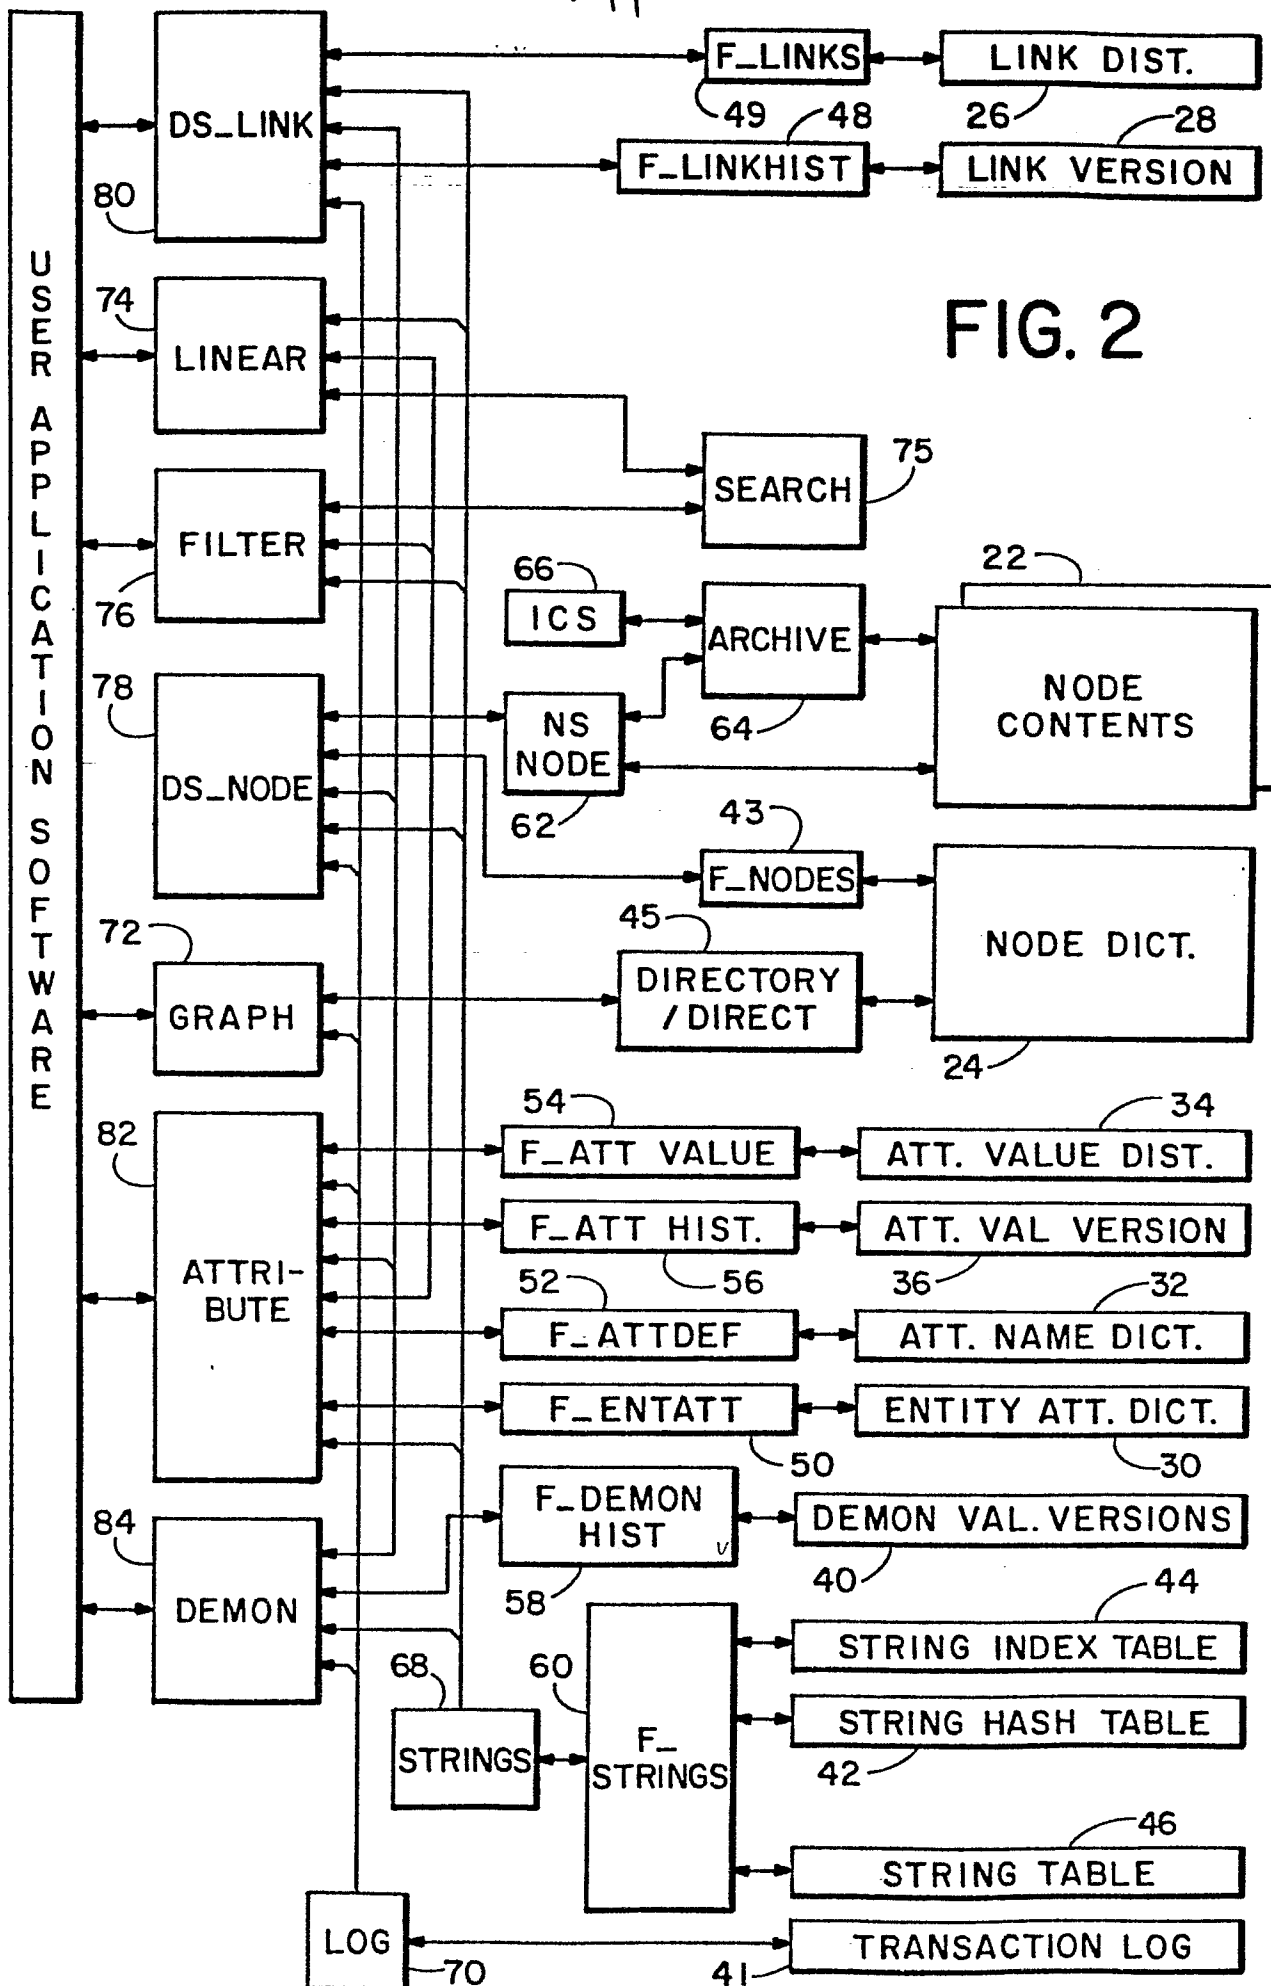 USER APPLICATION SOFTWARE
DS_LINK
80
F_LINKS
49
LINK DIST.
26
48
F_LINKHIST
28
LINK VERSION
FIG. 2
74
LINEAR
75
SEARCH
FILTER
76
66
ICS
ARCHIVE
64
22
NODE
CONTENTS
78
DS_NODE
NS
NODE
62
43
F_NODES
NODE DICT.
24
72
GRAPH
45
DIRECTORY
/DIRECT
82
ATTRI-
BUTE
54
F_ATT VALUE
34
ATT. VALUE DIST.
F_ATT HIST.
56
ATT. VAL VERSION
36
52
F_ATTDEF
32
ATT. NAME DICT.
F_ENTATT
50
ENTITY ATT. DICT.
30
84
DEMON
F_DEMON
HIST
v
58
DEMON VAL. VERSIONS
40
68
STRINGS
60
F_
STRINGS
44
STRING INDEX TABLE
STRING HASH TABLE
42
46
STRING TABLE
LOG
70
TRANSACTION LOG
41